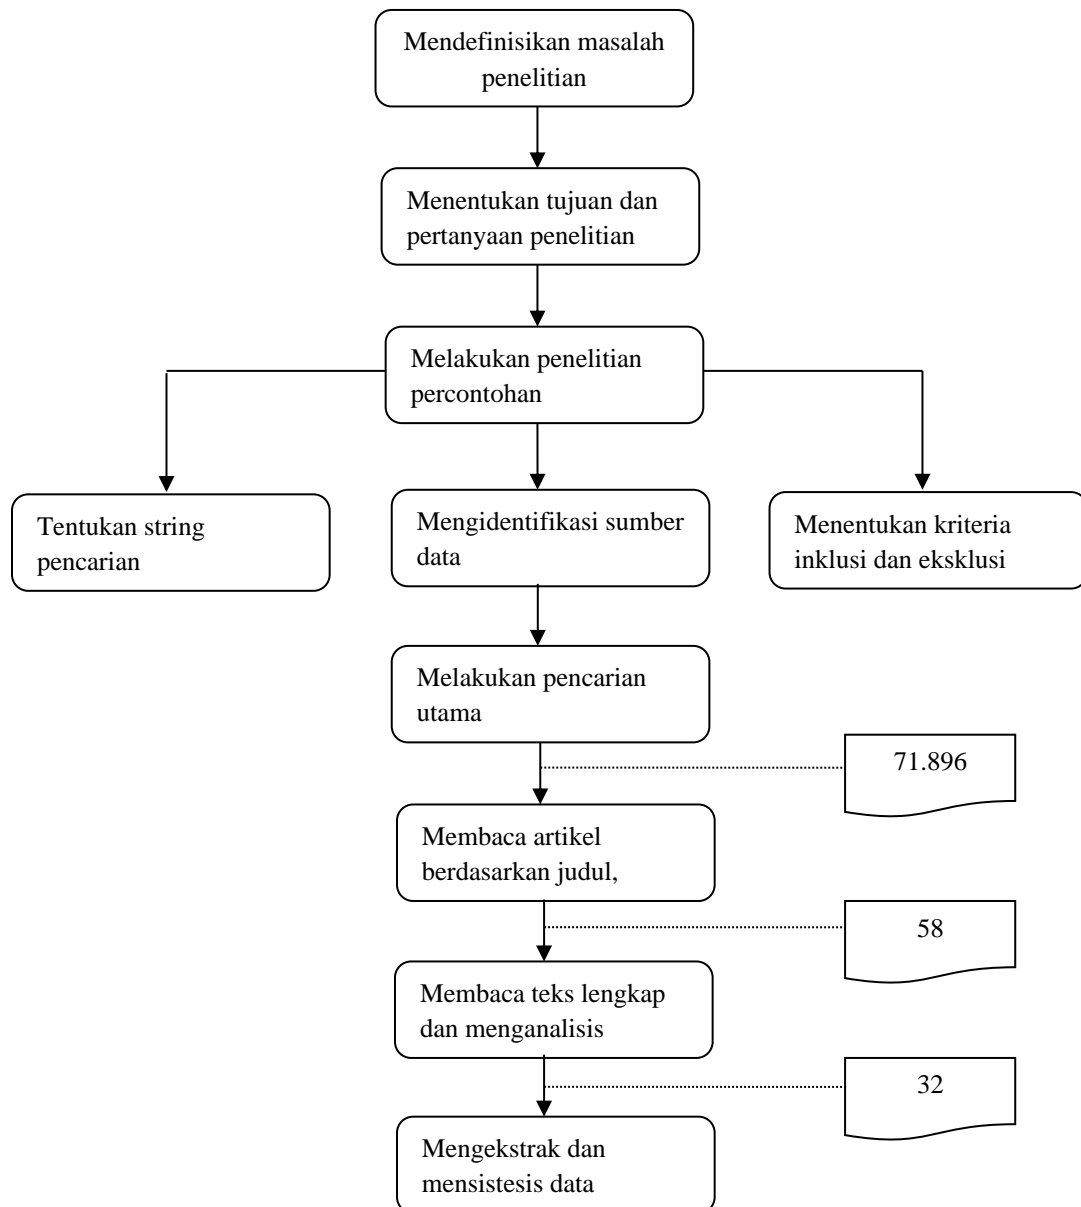 Mendefinisikan masalah
penelitian
Menentukan tujuan dan
pertanyaan penelitian
Melakukan penelitian
percontohan
Tentukan string
pencarian
Mengidentifikasi sumber
data
Menentukan kriteria
inklusi dan eksklusi
Melakukan pencarian
utama
71.896
Membaca artikel
berdasarkan judul,
58
Membaca teks lengkap
dan menganalisis
32
Mengekstrak dan
mensistesis data